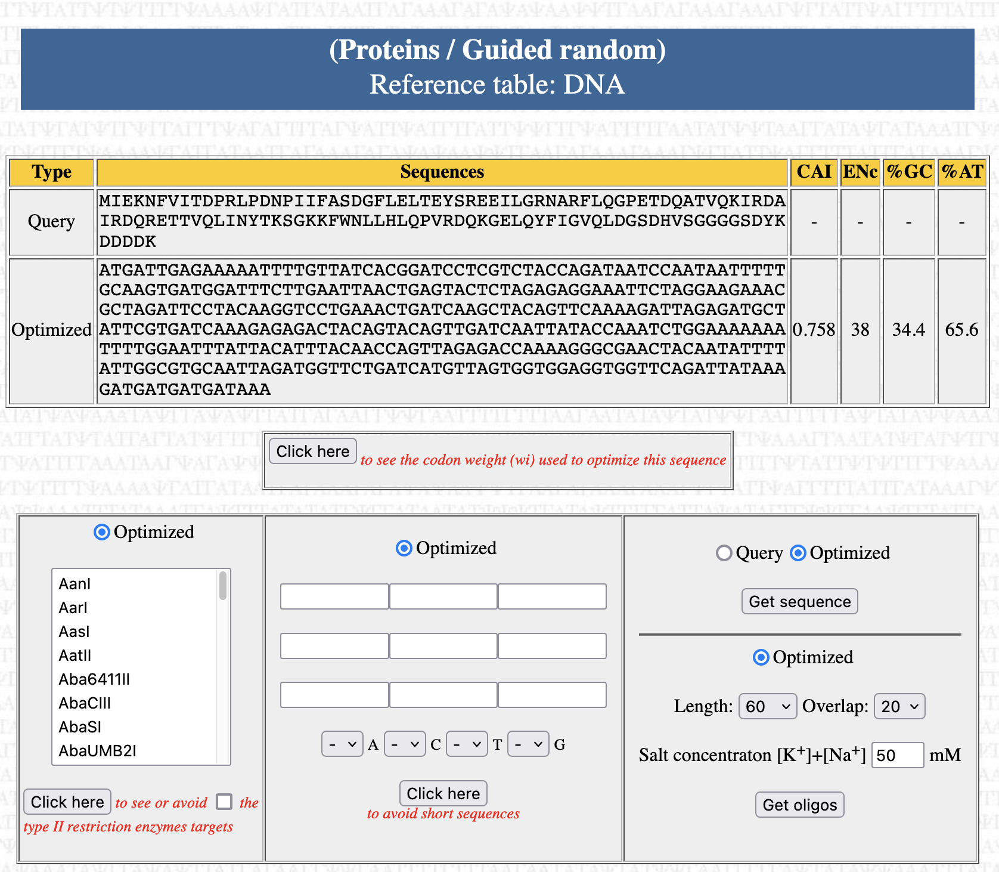 (Proteins / Guided random)
Reference table: DNA
Type Sequences CAI ENc %GC %AT
Query
MIEKNFVITDPRLPDNPIIFASDGFLELTEYSREEILGRNARFLQGPETDQATVQKIRDA
IRDQRETTVQLINYTKSGKKFWNLLHLQPVRDQKGELQYFIGVQLDGSDHVSGGGGSDYK
DDDDK
- - - -
Optimized
ATGATTGAGAAAAATTTTGTTATCACGGATCCTCGTCTACCAGATAATCCAATAATTTTT
GCAAGTGATGGATTTCTTGAATTAACTGAGTACTCTAGAGAGGAAATTCTAGGAAGAAAC
GCTAGATTCCTACAAGGTCCTGAAACTGATCAAGCTACAGTTCAAAAGATTAGAGATGCT
ATTCGTGATCAAAGAGAGACTACAGTACAGTTGATCAATTATACCAAATCTGGAAAAAAA
TTTTGGAATTTATTACATTTACAACCAGTTAGAGACCAAAAGGGCGAACTACAATATTTT
ATTGGCGTGCAATTAGATGGTTCTGATCATGTTAGTGGTGGAGGTGGTTCAGATTATAAA
GATGATGATGATAAA
0.758 38 34.4 65.6
Click here to see the codon weight (wi) used to optimize this sequence
Optimized
AanI
AarI
AasI
AatII
Aba6411II
AbaCIII
AbaSI
AbaUMB2I
Click here to see or avoid the
type II restriction enzymes targets
Optimized
- A - C - T - G
Click here
to avoid short sequences
Query Optimized
Get sequence
Optimized
Length: 60 Overlap: 20
Salt concentraton [K+]+[Na+] 50 mM
Get oligos